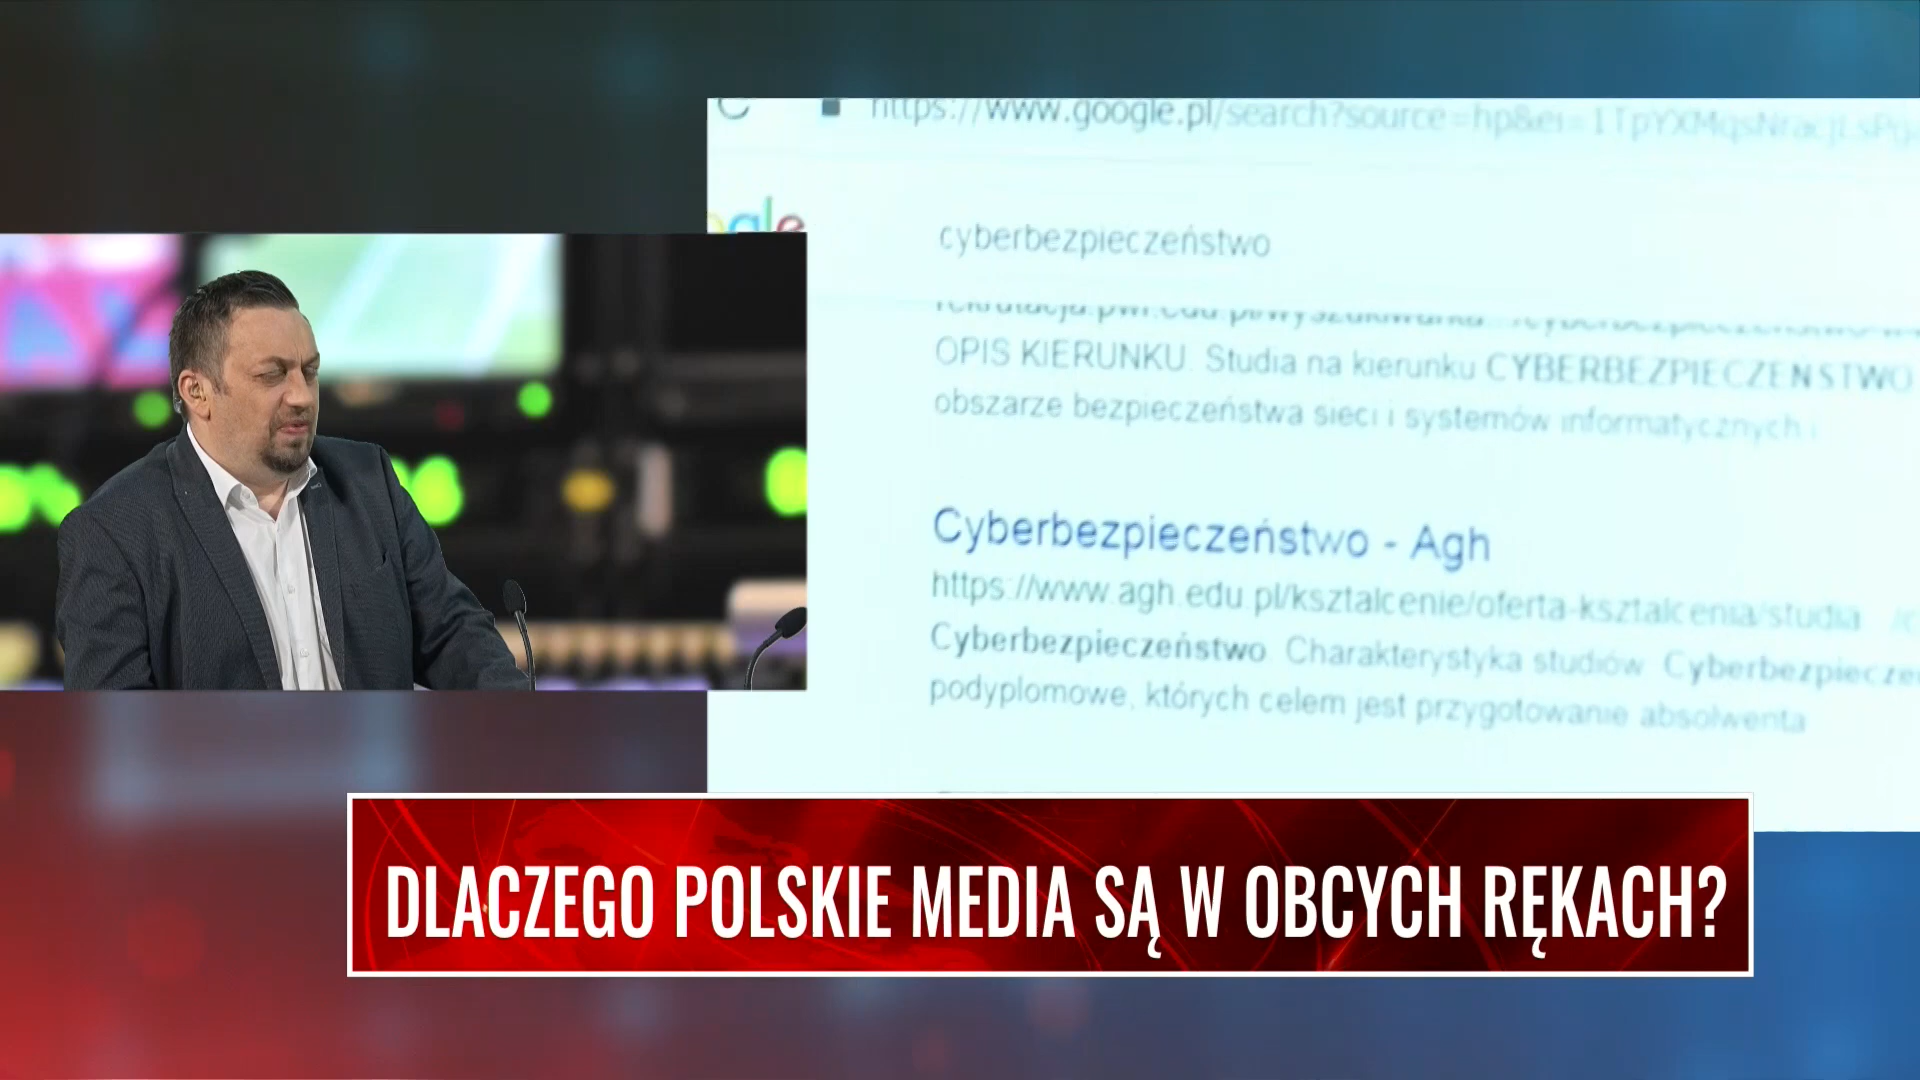 https://www.google.pl/search?source=hp&ei=
ogle
cyberbezpieczeństwo
OPIS KIERUNKU. Studia na kierunku CYBERBEZPIECZEŃSTWO
obszarze bezpieczeństwa sieci i systemów informatycznych i
Cyberbezpieczeństwo - Agh
https://www.agh.edu.pl/ksztalcenie/oferta-ksztalcenia/studia
Cyberbezpieczeństwo Charakterystyka studiów Cyberbezpiecze
podyplomowe, których celem jest przygotowanie absolwenta
DLACZEGO POLSKIE MEDIA SĄ W OBCYCH RĘKACH?